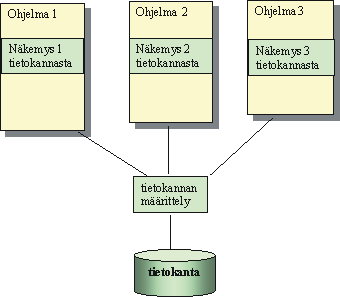 Ohjelma 1
Näkemys 1
tietokannasta
Ohjelma 2
Näkemys 2
tietokannasta
Ohjelma 3
Näkemys 3
tietokannasta
tietokannan
määrittely
tietokanta